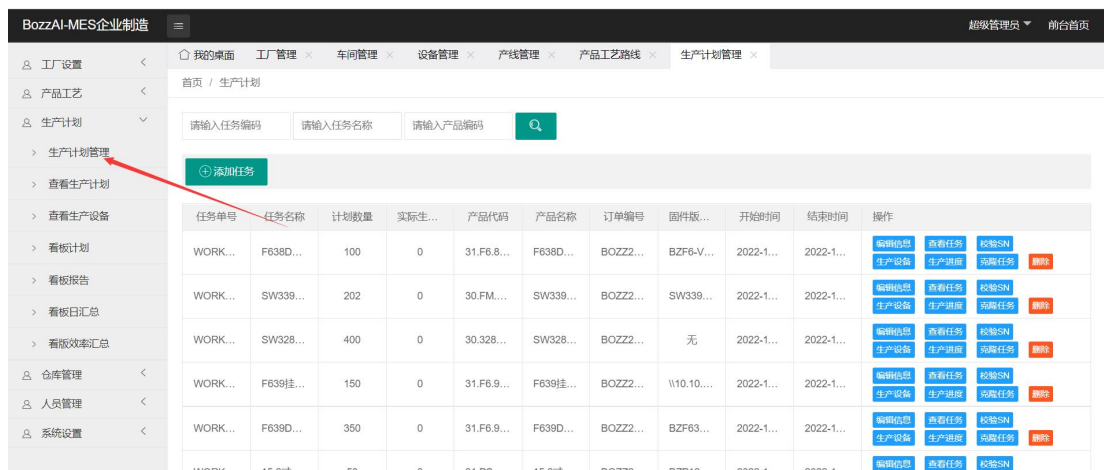 BozzAI-MES企业制造
超级管理员 前台首页
工厂设置
产品工艺
生产计划
生产计划管理
查看生产计划
查看生产设备
看板计划
看板报告
看板日汇总
看版效率汇总
仓库管理
人员管理
系统设置
我的桌面 工厂管理 车间管理 设备管理 产线管理 产品工艺路线 生产计划管理
首页 / 生产计划
请输入任务编码 请输入任务名称 请输入产品编码
添加任务
任务单号 任务名称 计划数量 实际生... 产品代码 产品名称 订单编号 固件版... 开始时间 结束时间 操作
WORK... F638D... 100 0 31.F6.8... F638D... BOZZ2... BZF6-V... 2022-1... 2022-1... 编辑信息 查看任务 校验SN
生产设备 生产进度 克隆任务 删除
WORK... SW339... 202 0 30.FM.... SW339... BOZZ2... SW339... 2022-1... 2022-1... 编辑信息 查看任务 校验SN
生产设备 生产进度 克隆任务 删除
WORK... SW328... 400 0 30.328... SW328... BOZZ2... 无 2022-1... 2022-1... 编辑信息 查看任务 校验SN
生产设备 生产进度 克隆任务 删除
WORK... F639挂... 150 0 31.F6.9... F639挂... BOZZ2... \\10.10.... 2022-1... 2022-1... 编辑信息 查看任务 校验SN
生产设备 生产进度 克隆任务 删除
WORK... F639D... 350 0 31.F6.9... F639D... BOZZ2... BZF63... 2022-1... 2022-1... 编辑信息 查看任务 校验SN
生产设备 生产进度 克隆任务 删除
编辑信息 查看任务 校验SN